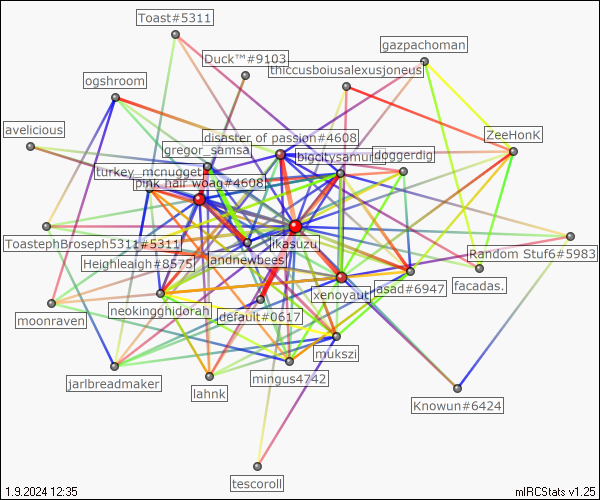 Toast#5311
gazpachoman
Duck™#9103
thiccusboiusalexusjoneus
ogshroom
avelicious
disaster of passion#4608
ZeeHonK
gregor_samsa
bigcitysamurai
doggerdig
turkey_mcnugget
pink hair woag#4608
ToastephBroseph5311#5311
likasuzu
Random Stuf6#5983
Heighleaigh#8575
landnewbees
facadas.
asad#6947
xenoyaut
neokingghidorah
moonraven
default#0617
mukszi
jarlbreadmaker
mingus4742
lahnk
Knowun#6424
tescoroll
1.9.2024 12:35
mIRCStats v1.25